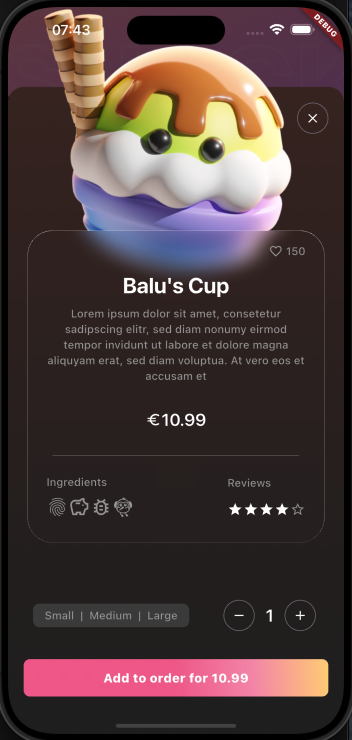 07:43
DEBUG
150
Balu's Cup
Lorem ipsum dolor sit amet, consetetur
sadipscing elitr, sed diam nonumy eirmod
tempor invidunt ut labore et dolore magna
aliquyam erat, sed diam voluptua. At vero eos et
accusam et
€10.99
Ingredients
Reviews
Small | Medium | Large
− 1 +
Add to order for 10.99